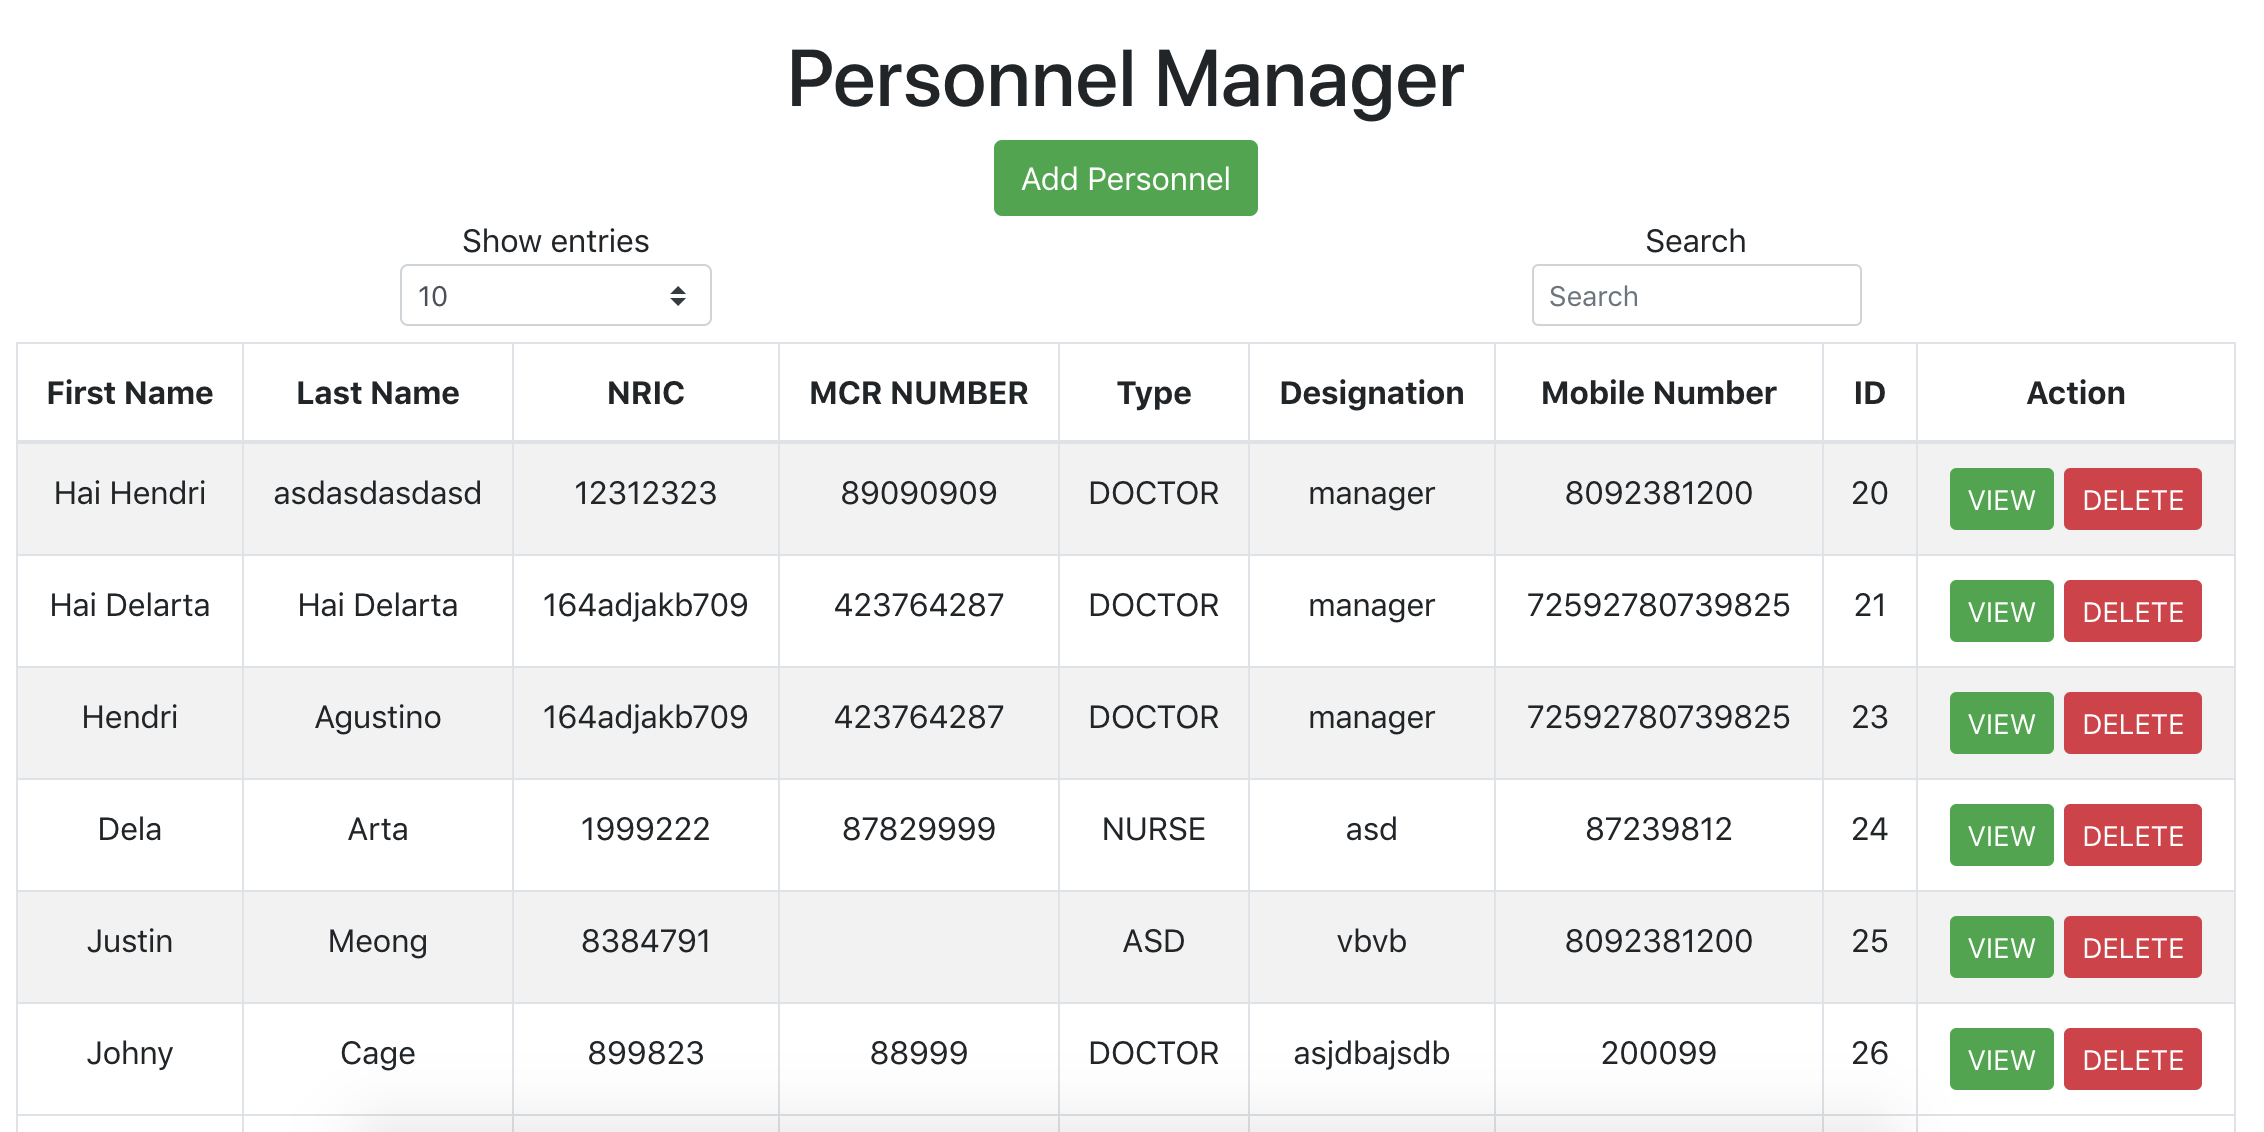 Personnel Manager
Add Personnel
Show entries
Search
10
Search
First Name Last Name NRIC MCR NUMBER Type Designation Mobile Number ID Action
Hai Hendri asdasdasdasd 12312323 89090909 DOCTOR manager 8092381200 20 VIEW DELETE
Hai Delarta Hai Delarta 164adjakb709 423764287 DOCTOR manager 72592780739825 21 VIEW DELETE
Hendri Agustino 164adjakb709 423764287 DOCTOR manager 72592780739825 23 VIEW DELETE
Dela Arta 1999222 87829999 NURSE asd 87239812 24 VIEW DELETE
Justin Meong 8384791 ASD vbvb 8092381200 25 VIEW DELETE
Johny Cage 899823 88999 DOCTOR asjdbajsdb 200099 26 VIEW DELETE